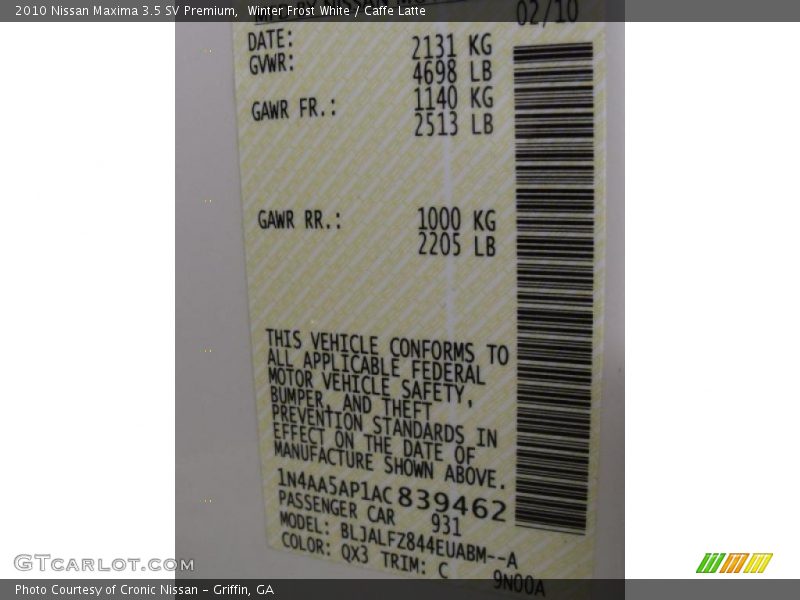 2010 Nissan Maxima 3.5 SV Premium, Winter Frost White / Caffe Latte
02/10
DATE:
GVWR: 2131 KG
4698 LB
GAWR FR.: 1140 KG
2513 LB
GAWR RR.: 1000 KG
2205 LB
THIS VEHICLE CONFORMS TO
ALL APPLICABLE FEDERAL
MOTOR VEHICLE SAFETY,
BUMPER, AND THEFT
PREVENTION STANDARDS IN
EFFECT ON THE DATE OF
MANUFACTURE SHOWN ABOVE.
1N4AA5AP1AC839462
PASSENGER CAR 931
MODEL: BLJALFZ844EUABM--A
COLOR: QX3 TRIM: C 9N00A
GTCarLot.com
Photo Courtesy of Cronic Nissan - Griffin, GA